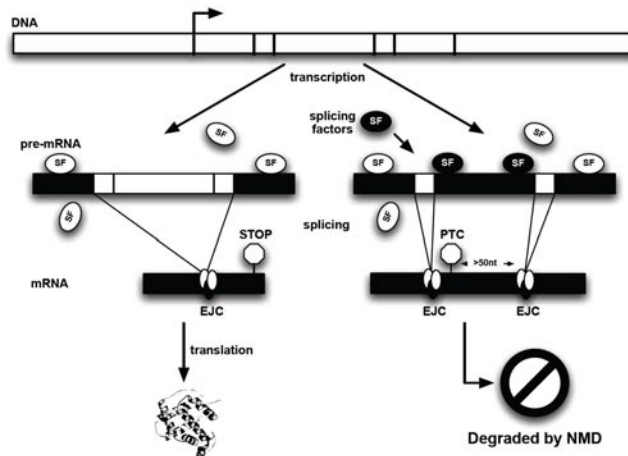 DNA
transcription
splicing
factors
SF
SF
pre-mRNA
SF
SF
SF
SF
SF
SF
SF
SF
splicing
STOP
PTC
>50nt
mRNA
EJC
EJC
EJC
translation
Degraded by NMD